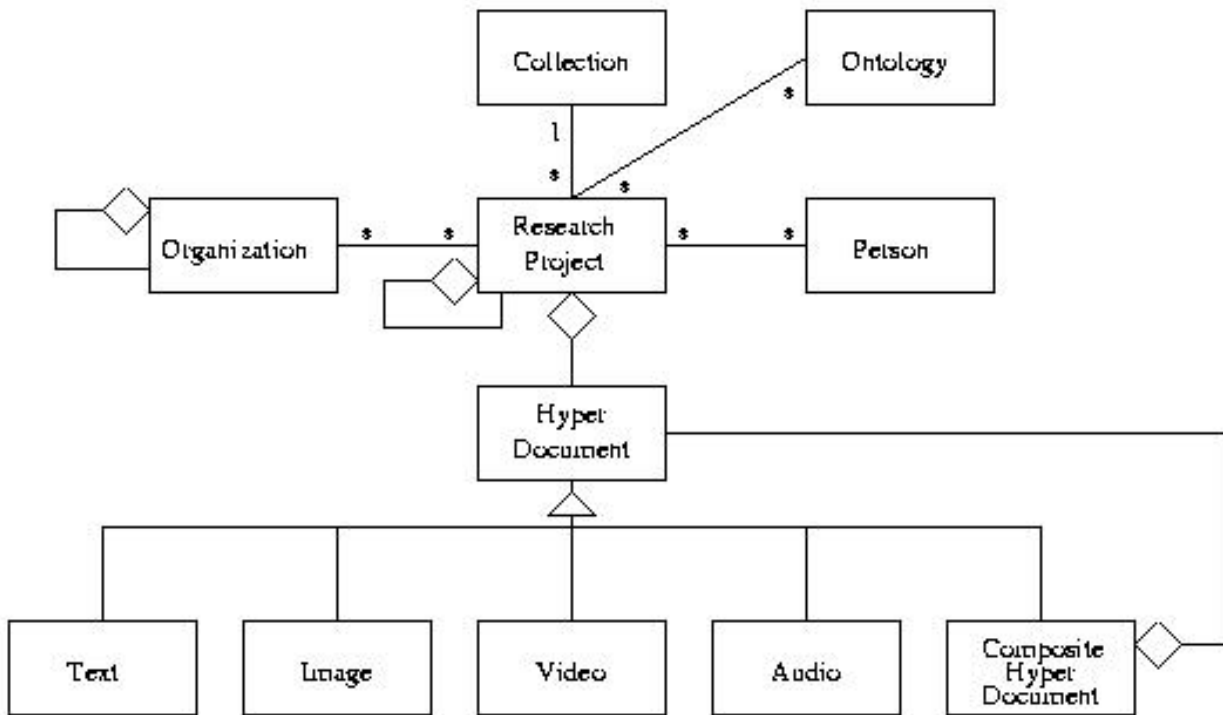 Collection
Ontology
1
*
*
*
Organization
*
*
Research
Project
*
*
Person
Hyper
Document
Text
Image
Video
Audio
Composite
Hyper
Document